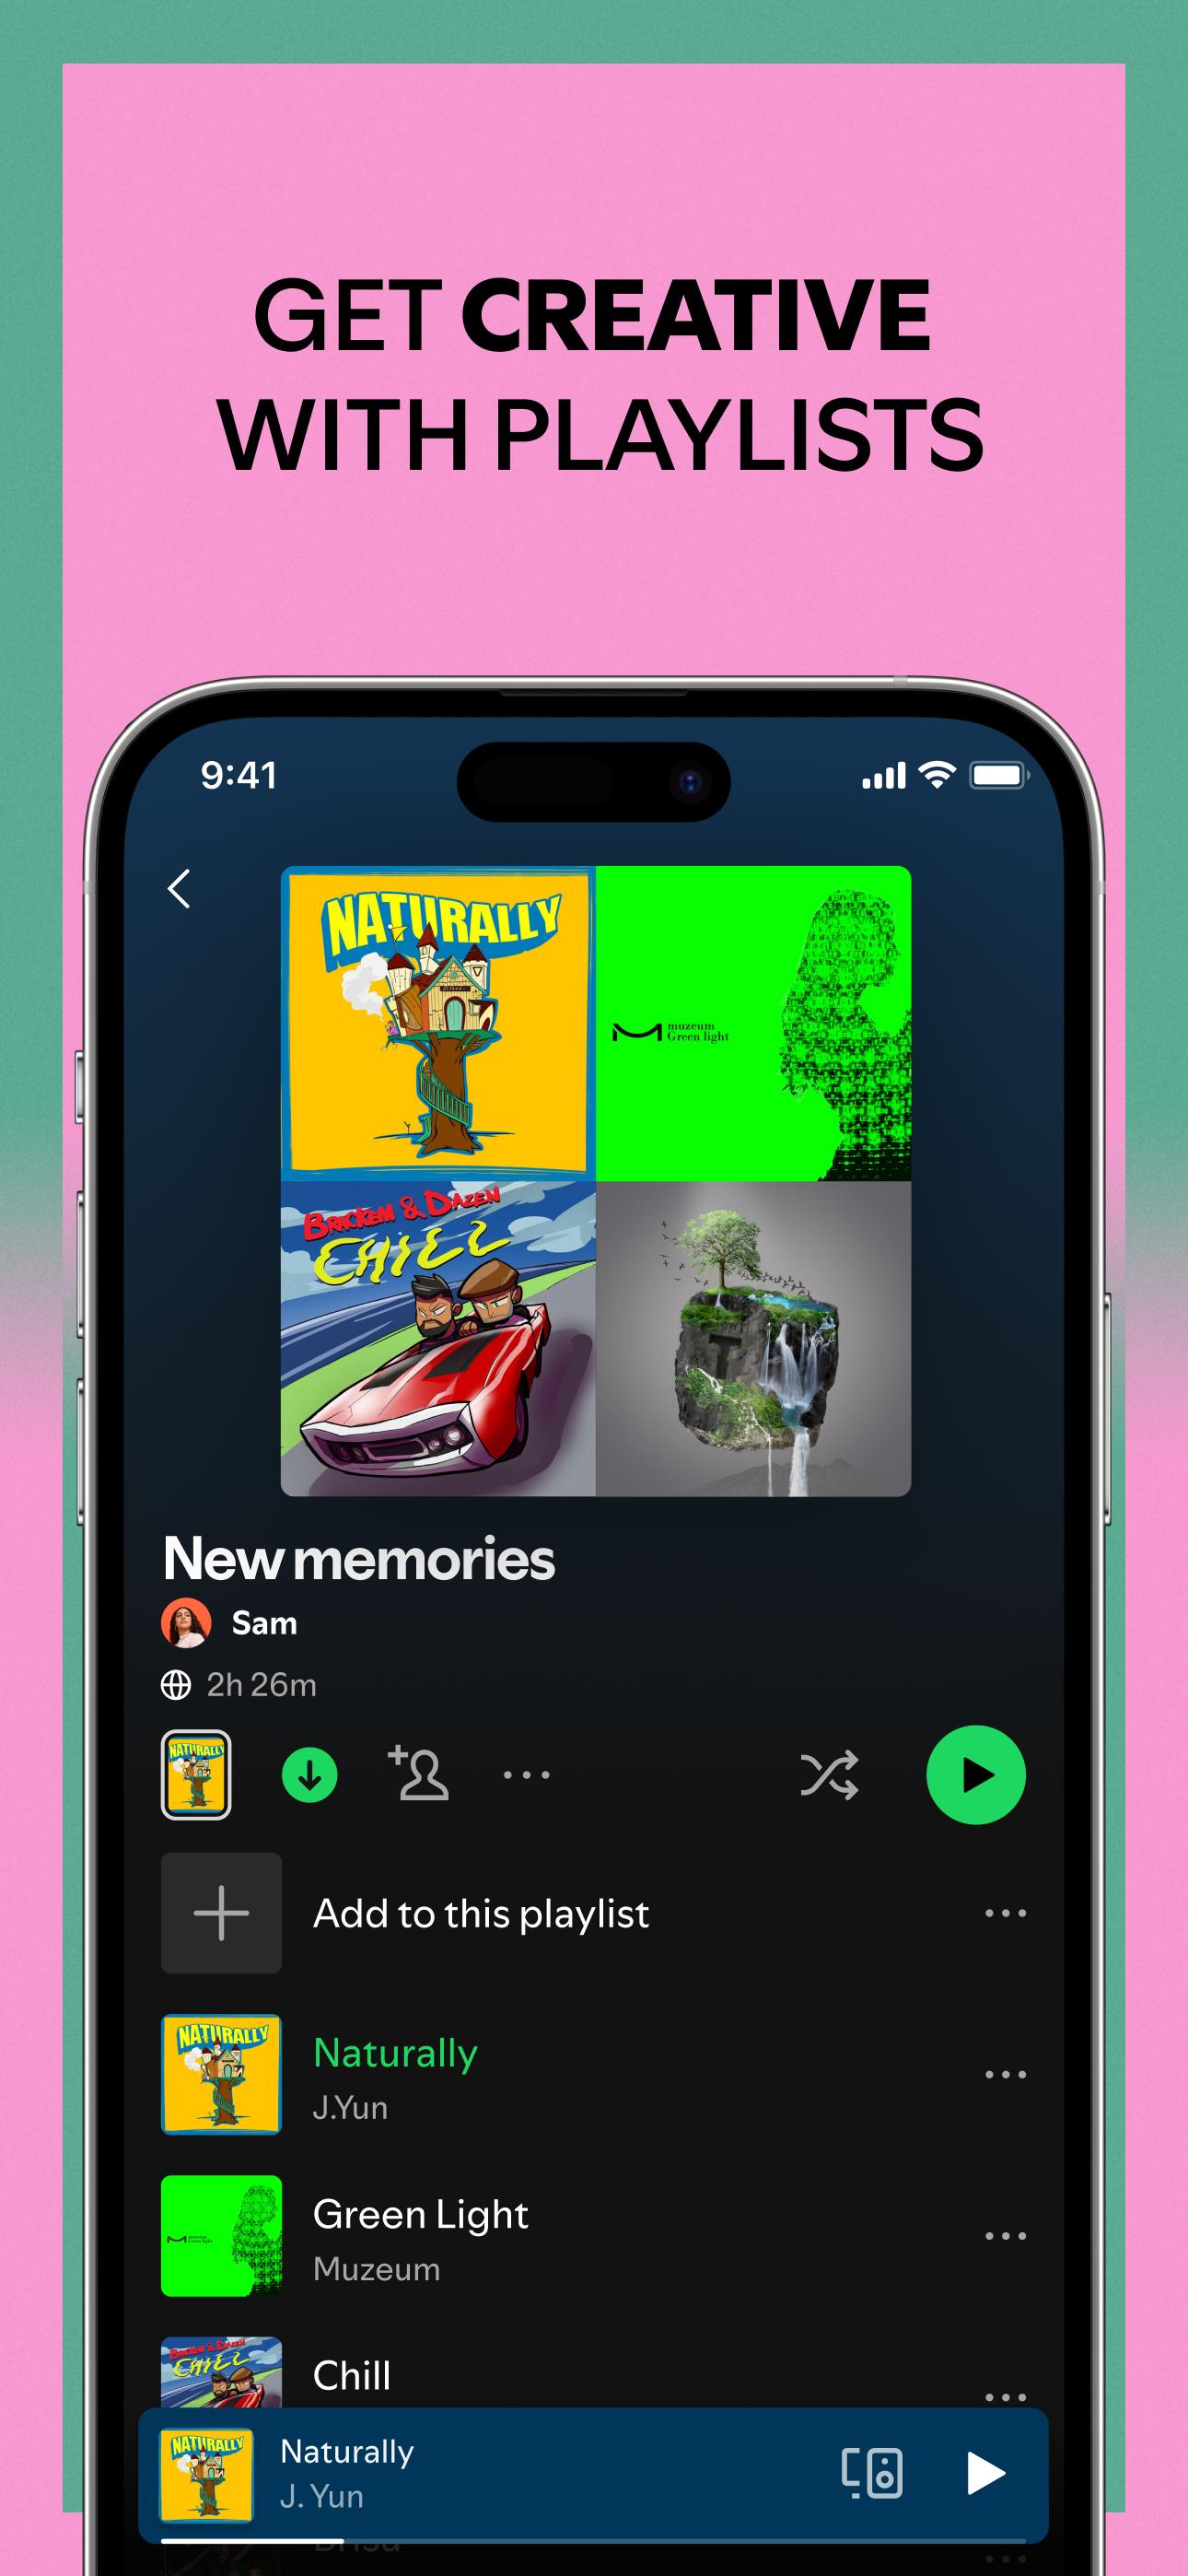 GET CREATIVE
WITH PLAYLISTS
9:41
NATURALLY
muzeum
Green light
BRICKEM & DAZEN
CHILL
New memories
Sam
2h 26m
NATURALLY
Add to this playlist
NATURALLY
Naturally
J.Yun
Green Light
Muzeum
BRICKEM & DAZEN
CHILL
Chill
NATURALLY
Naturally
J. Yun